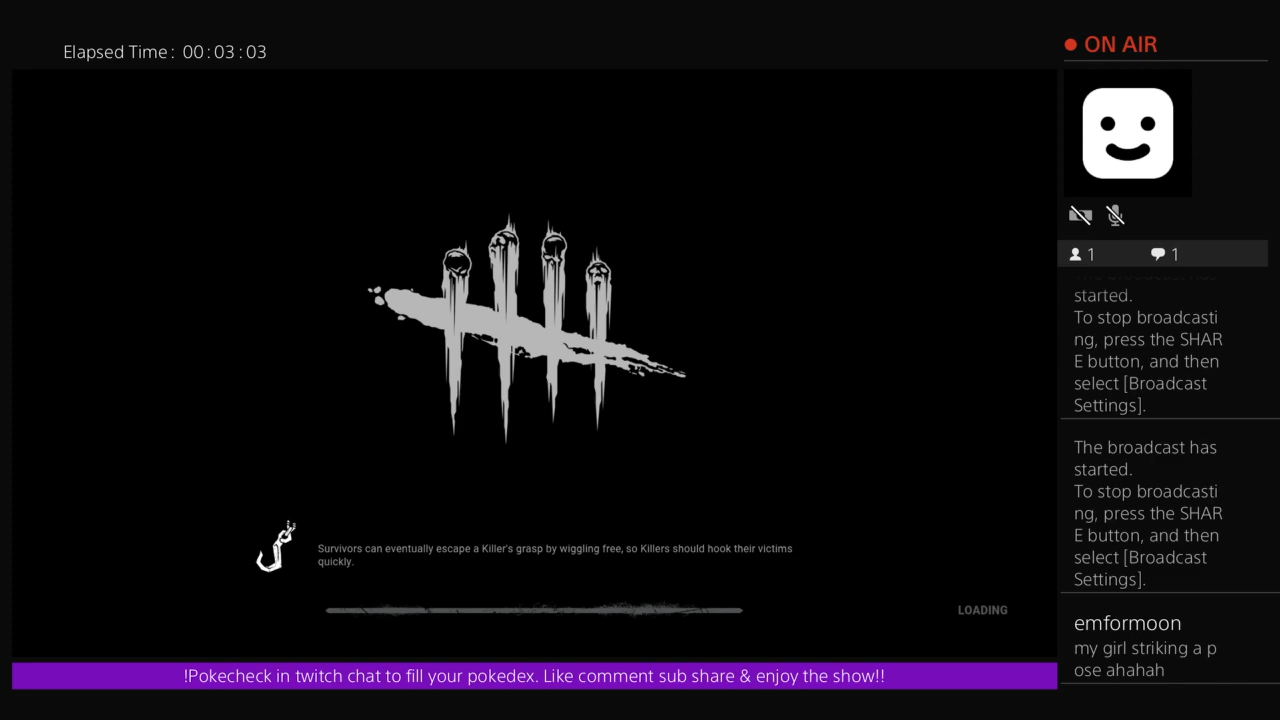 Elapsed Time: 00:03:03
ON AIR
1
1
started.
To stop broadcasti
ng, press the SHAR
E button, and then
select [Broadcast
Settings].
The broadcast has
started.
To stop broadcasti
ng, press the SHAR
E button, and then
select [Broadcast
Settings].
emformoon
my girl striking a p
ose ahahah
Survivors can eventually escape a Killer's grasp by wiggling free, so Killers should hook their victims
quickly.
LOADING
!Pokecheck in twitch chat to fill your pokedex. Like comment sub share & enjoy the show!!